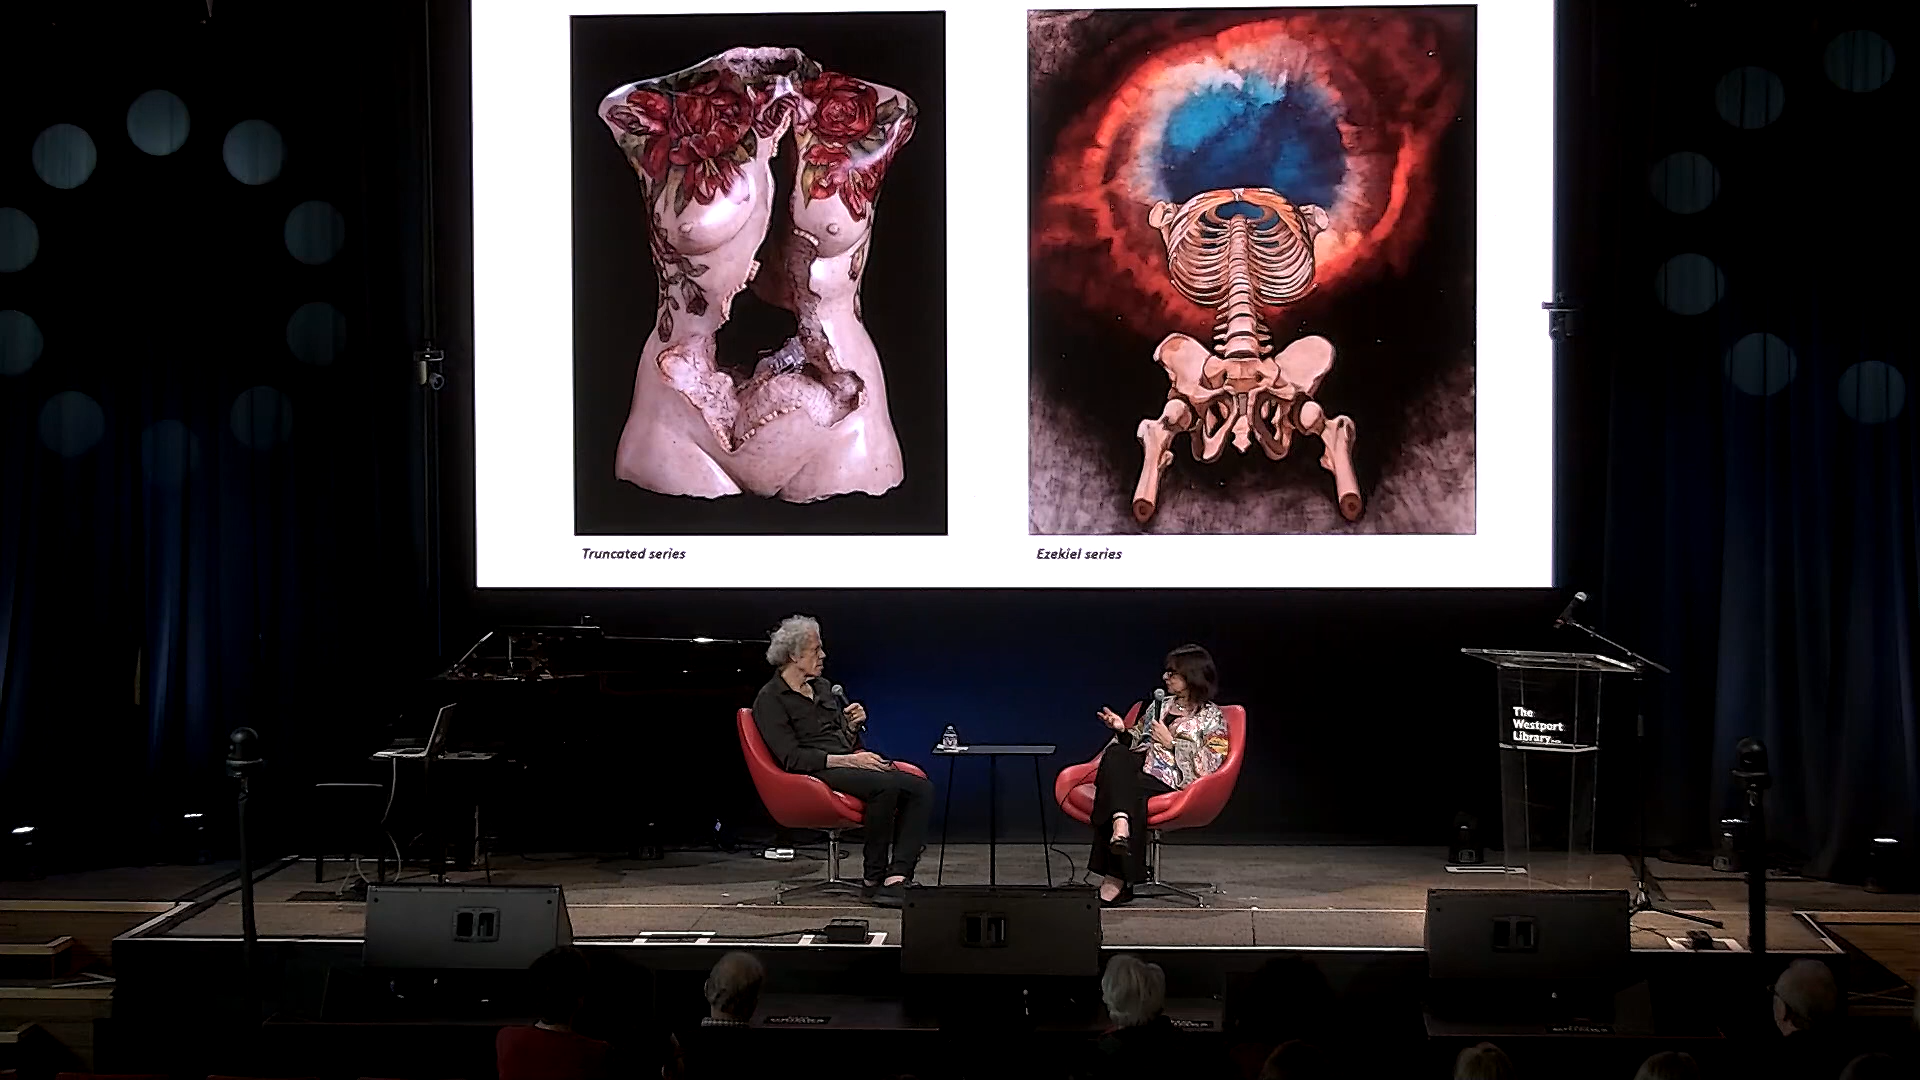 Truncated series
Ezekiel series
The
Westport
Library